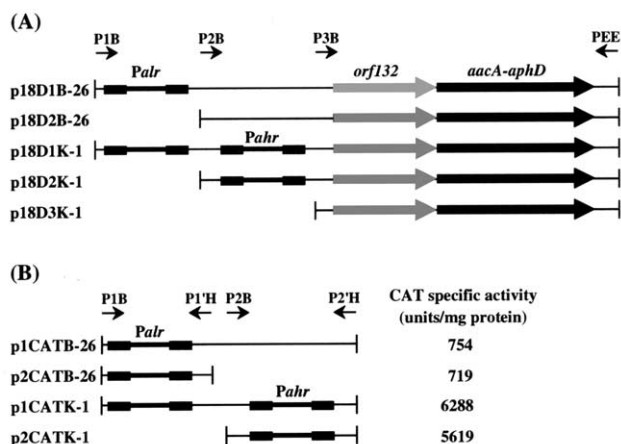 (A)
P1B P2B P3B PEE
Palr orf132 aacA-aphD
p18D1B-26
p18D2B-26
Pahr
p18D1K-1
p18D2K-1
p18D3K-1
(B)
P1B P1'H P2B P2'H CAT specific activity
(units/mg protein)
Palr
p1CATB-26 754
p2CATB-26 719
Pahr
p1CATK-1 6288
p2CATK-1 5619